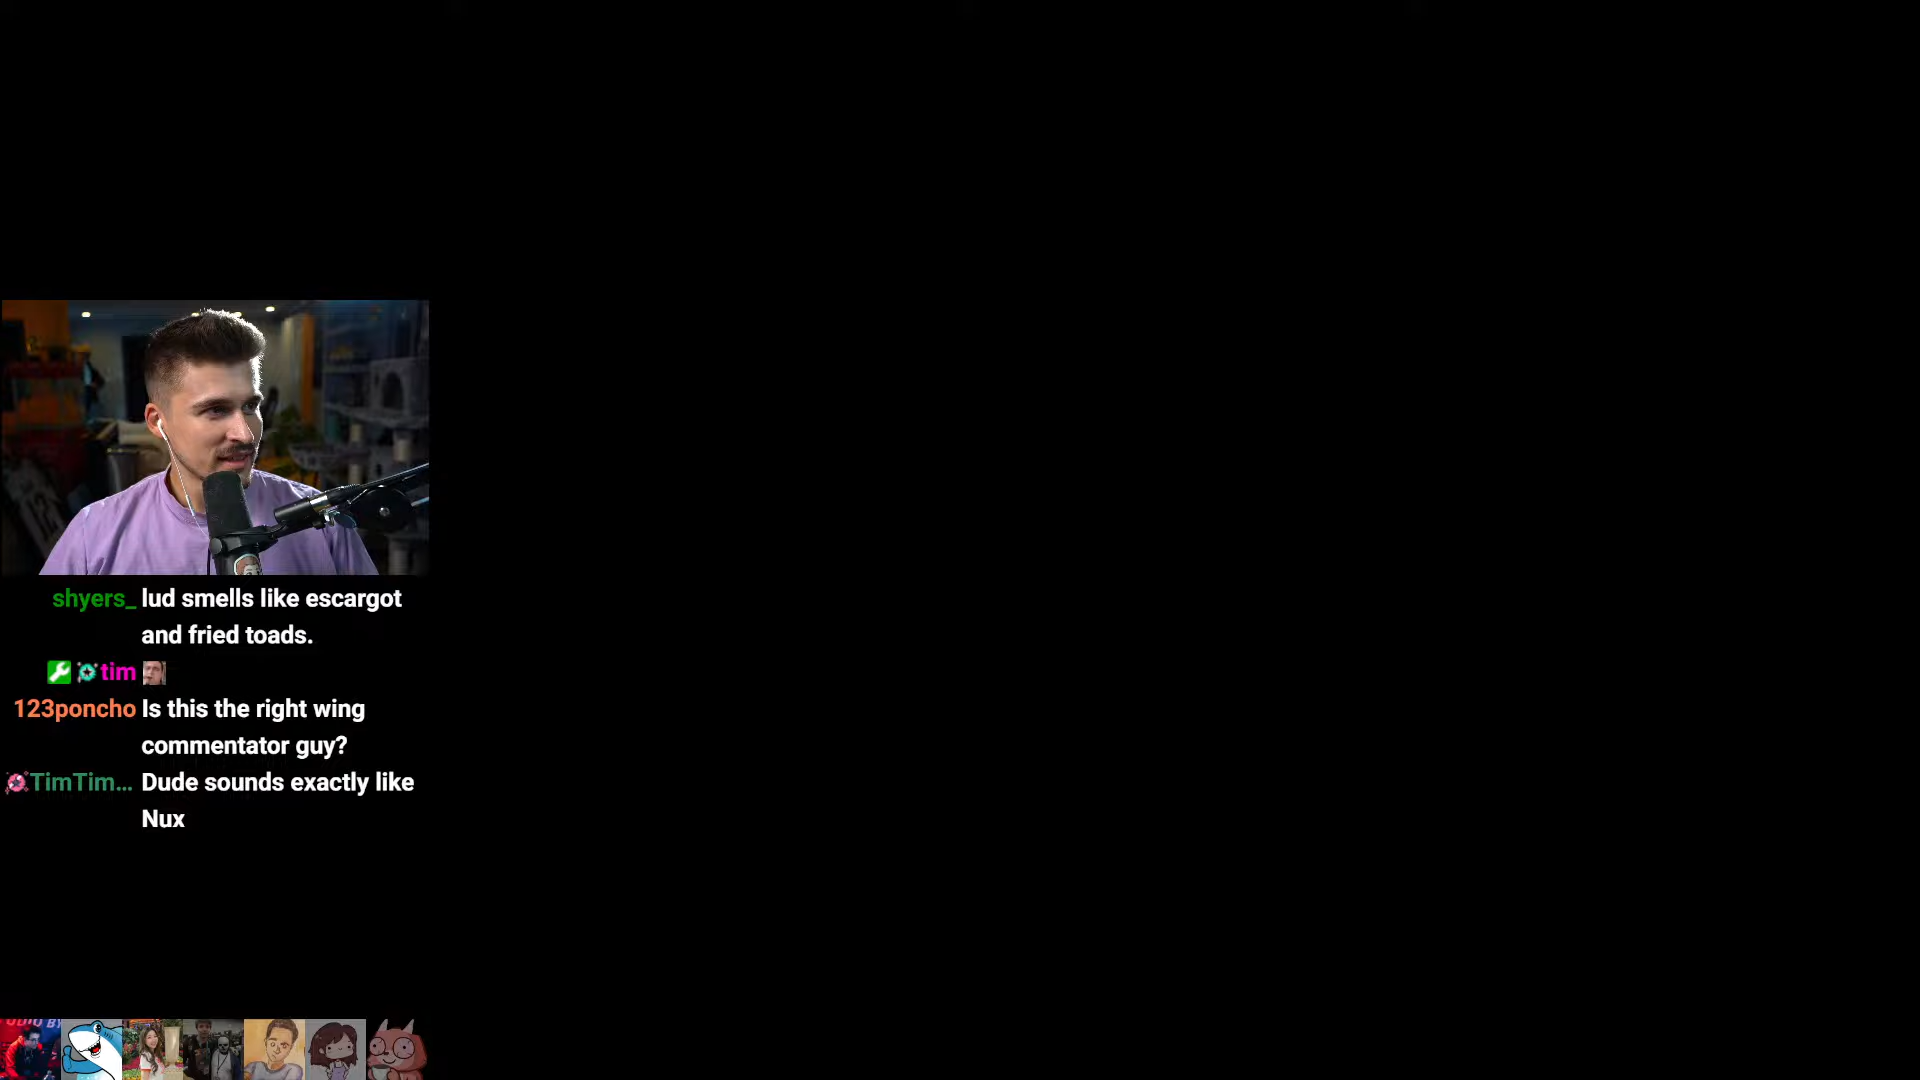 shyers_ lud smells like escargot
and fried toads.
tim
123poncho Is this the right wing
commentator guy?
TimTim... Dude sounds exactly like
Nux